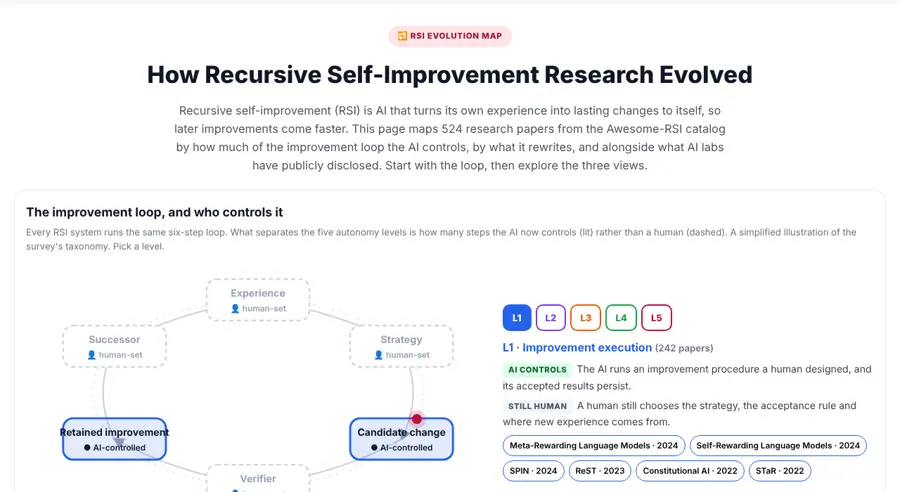 RSI EVOLUTION MAP
How Recursive Self-Improvement Research Evolved
Recursive self-improvement (RSI) is AI that turns its own experience into lasting changes to itself, so
later improvements come faster. This page maps 524 research papers from the Awesome-RSI catalog
by how much of the improvement loop the AI controls, by what it rewrites, and alongside what AI labs
have publicly disclosed. Start with the loop, then explore the three views.
The improvement loop, and who controls it
Every RSI system runs the same six-step loop. What separates the five autonomy levels is how many steps the AI now controls (lit) rather than a human (dashed). A simplified illustration of the
survey's taxonomy. Pick a level.
Experience
human-set
Successor
human-set
Strategy
human-set
Retained improvement
AI-controlled
Candidate change
AI-controlled
Verifier
human-set
L1 L2 L3 L4 L5
L1 · Improvement execution (242 papers)
AI CONTROLS The AI runs an improvement procedure a human designed, and
its accepted results persist.
STILL HUMAN A human still chooses the strategy, the acceptance rule and
where new experience comes from.
Meta-Rewarding Language Models · 2024 Self-Rewarding Language Models · 2024
SPIN · 2024 ReST · 2023 Constitutional AI · 2022 STaR · 2022